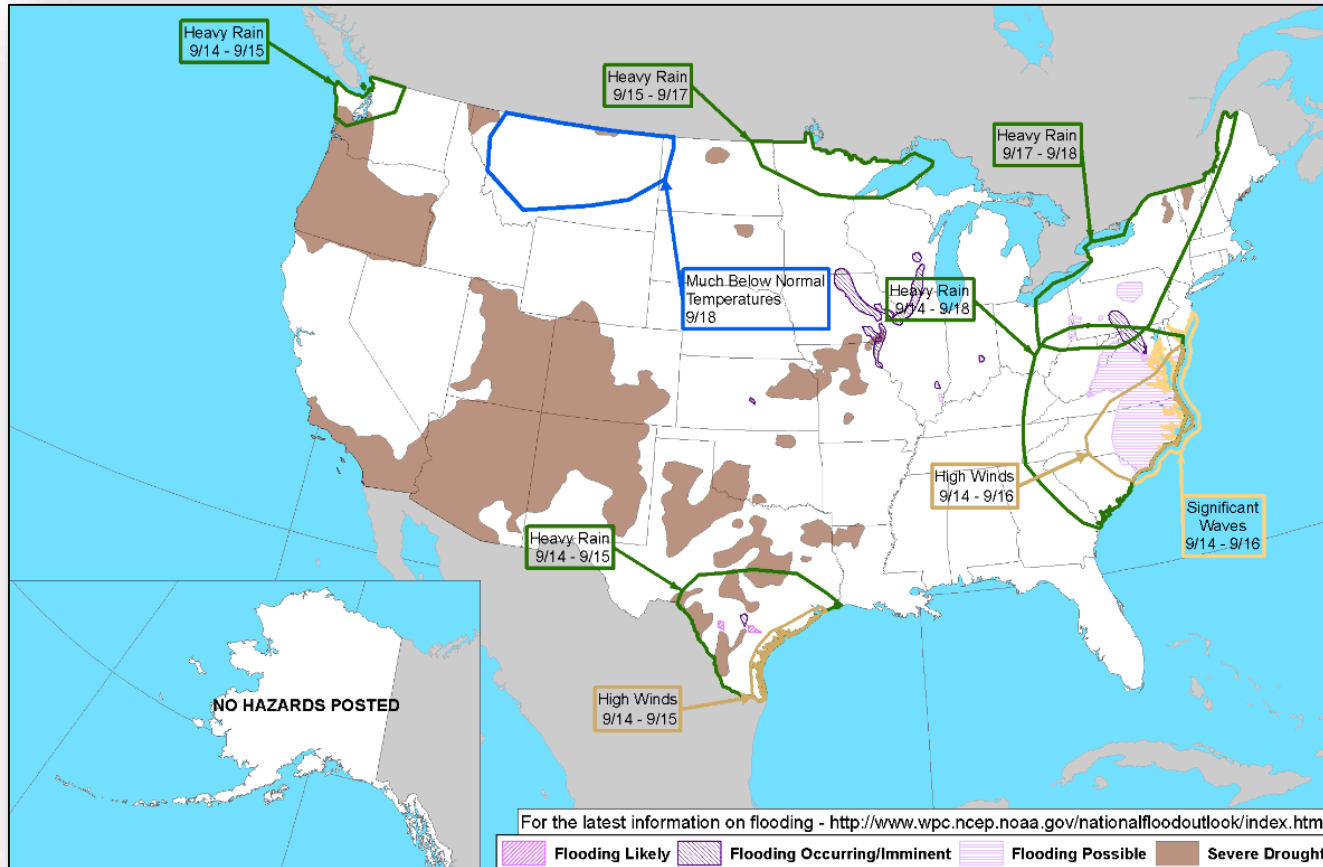 Heavy Rain
9/14 - 9/15
Heavy Rain
9/15 - 9/17
Heavy Rain
9/17 - 9/18
Much Below Normal
Temperatures
9/18
Heavy Rain
9/14 - 9/18
High Winds
9/14 - 9/16
Significant
Waves
9/14 - 9/16
Heavy Rain
9/14 - 9/15
High Winds
9/14 - 9/15
NO HAZARDS POSTED
For the latest information on flooding - http://www.wpc.ncep.noaa.gov/nationalfloodoutlook/index.htm
Flooding Likely Flooding Occurring/Imminent Flooding Possible Severe Drought